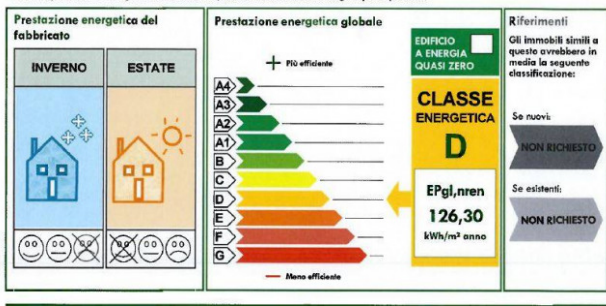 Prestazione energetica del
fabbricato
INVERNO
ESTATE
Prestazione energetica globale
+ Più efficiente
A4
A3
A2
A1
B
C
D
E
F
G
— Meno efficiente
EDIFICIO
A ENERGIA
QUASI ZERO
CLASSE
ENERGETICA
D
EPgl,nren
126,30
kWh/m² anno
Riferimenti
Gli immobili simili a
questo avrebbero in
media la seguente
classificazione:
Se nuovi:
NON RICHIESTO
Se esistenti:
NON RICHIESTO